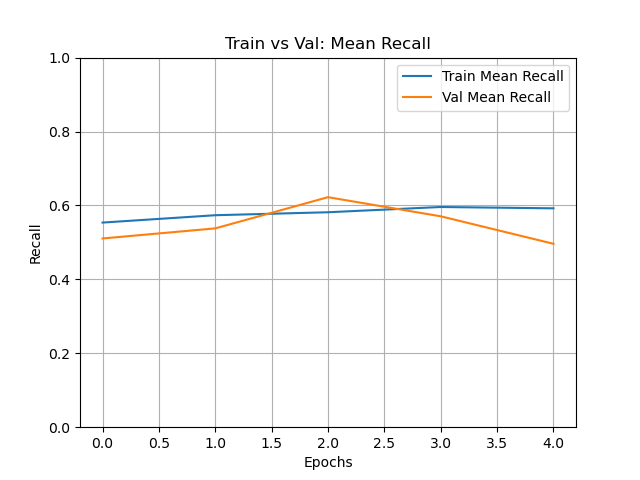 Train vs Val: Mean Recall
1.0
0.8
0.6
0.4
0.2
0.0
Recall
Train Mean Recall
Val Mean Recall
0.0 0.5 1.0 1.5 2.0 2.5 3.0 3.5 4.0
Epochs